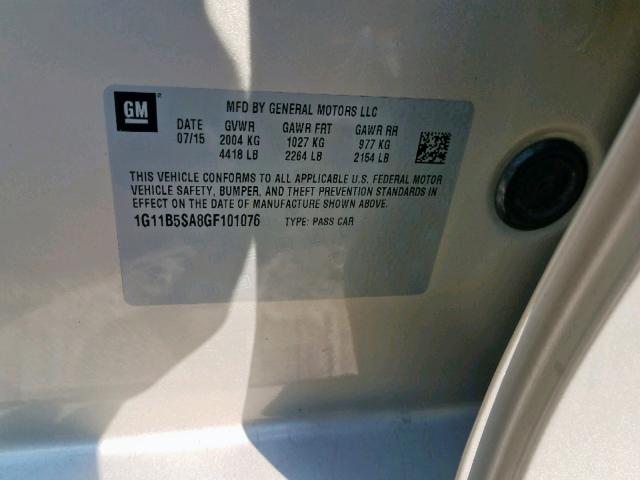 GM
MFD BY GENERAL MOTORS LLC
DATE GVWR GAWR FRT GAWR RR
07/15 2004 KG 1027 KG 977 KG
4418 LB 2264 LB 2154 LB
THIS VEHICLE CONFORMS TO ALL APPLICABLE U.S. FEDERAL MOTOR
VEHICLE SAFETY, BUMPER, AND THEFT PREVENTION STANDARDS IN
EFFECT ON THE DATE OF MANUFACTURE SHOWN ABOVE.
1G11B5SA8GF101076 TYPE: PASS CAR